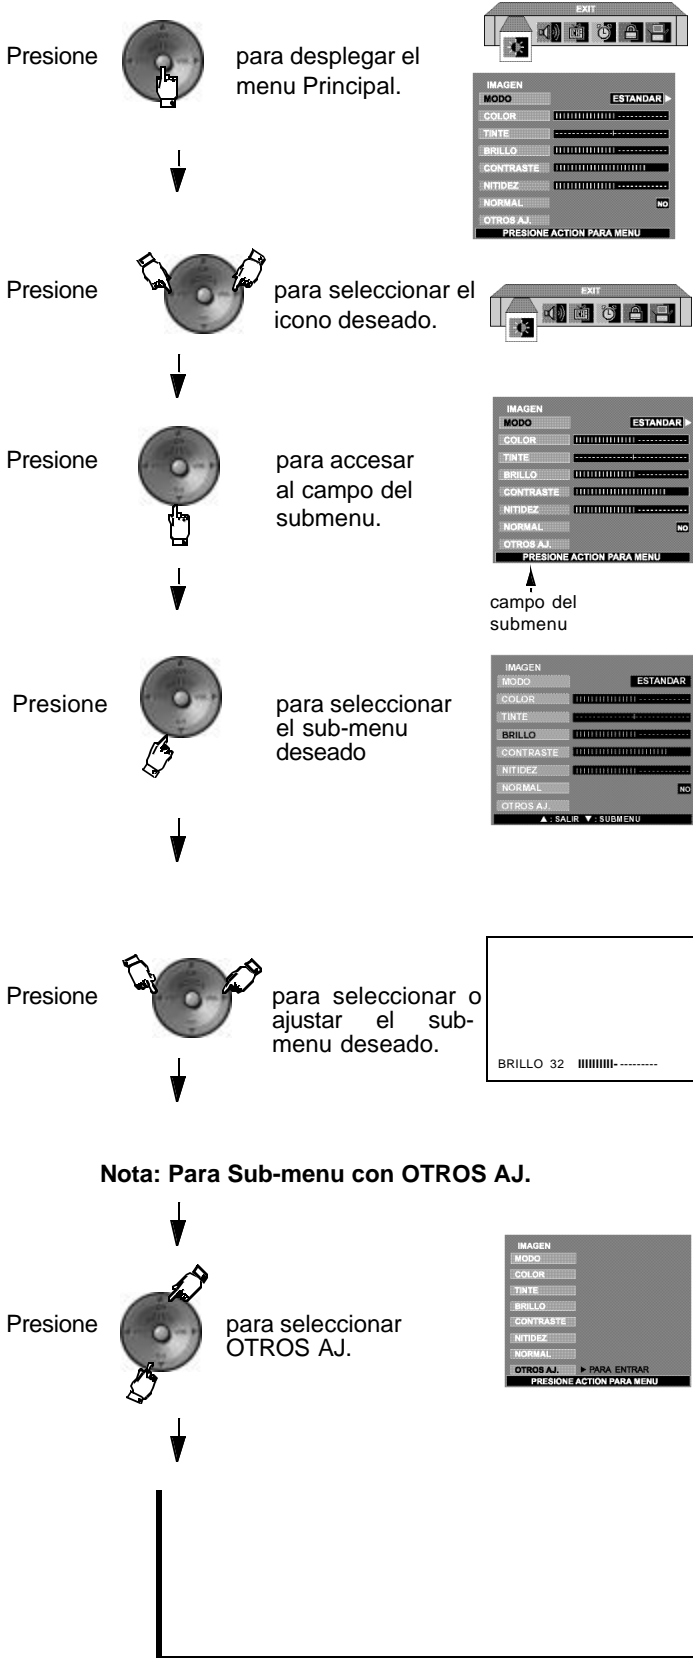 Presione
para desplegar el
menu Principal.
EXIT
IMAGEN
MODO ESTANDAR ▶
COLOR
TINTE
BRILLO
CONTRASTE
NITIDEZ
NORMAL NO
OTROS AJ.
PRESIONE ACTION PARA MENU
Presione
para seleccionar el
icono deseado.
EXIT
Presione
para accesar
al campo del
submenu.
IMAGEN
MODO ESTANDAR ▶
COLOR
TINTE
BRILLO
CONTRASTE
NITIDEZ
NORMAL NO
OTROS AJ.
PRESIONE ACTION PARA MENU
campo del
submenu
Presione
para seleccionar
el sub-menu
deseado
IMAGEN
MODO ESTANDAR
COLOR
TINTE
BRILLO
CONTRASTE
NITIDEZ
NORMAL NO
OTROS AJ.
▲ : SALIR ▼ : SUBMENU
Presione
para seleccionar o
ajustar el sub-
menu deseado.
BRILLO 32 IIIIIIIIII----------
Nota: Para Sub-menu con OTROS AJ.
Presione
para seleccionar
OTROS AJ.
IMAGEN
MODO
COLOR
TINTE
BRILLO
CONTRASTE
NITIDEZ
NORMAL
OTROS AJ. ▶ PARA ENTRAR
PRESIONE ACTION PARA MENU